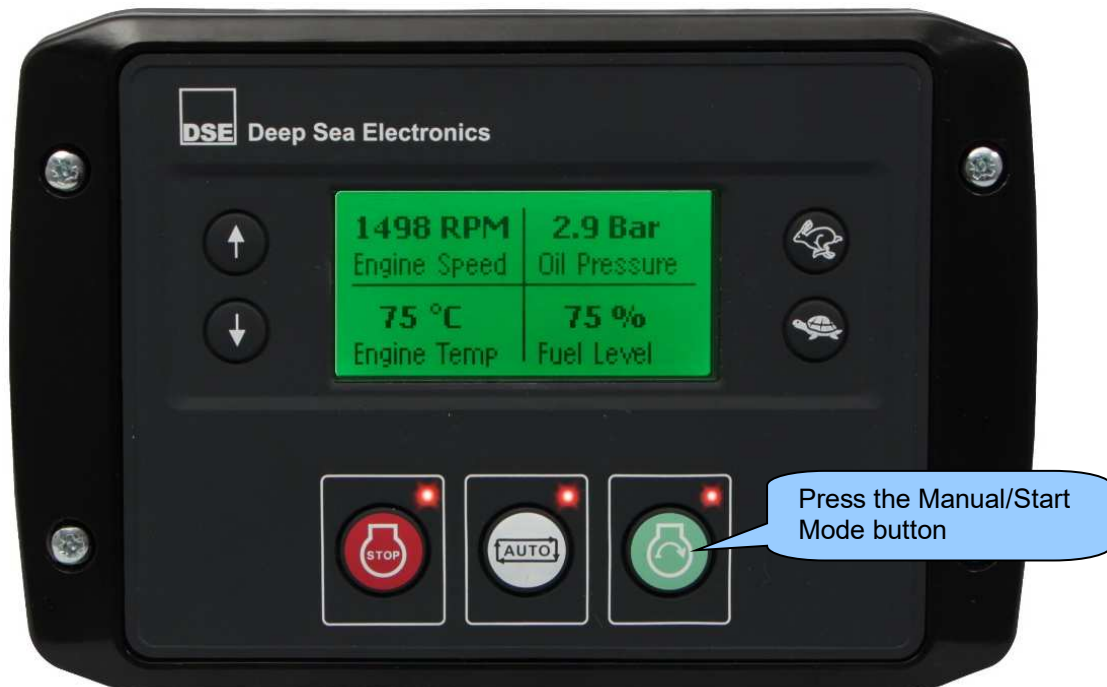 DSE Deep Sea Electronics
1498 RPM 2.9 Bar
Engine Speed Oil Pressure
75 °C 75 %
Engine Temp Fuel Level
STOP AUTO
Press the Manual/Start
Mode button